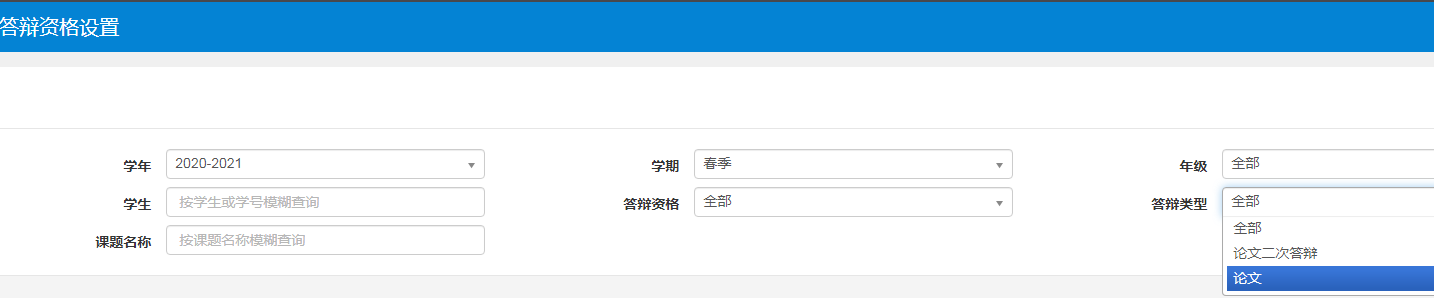 答辩资格设置
学年 2020-2021 学期 春季 年级 全部
学生 按学生或学号模糊查询 答辩资格 全部 答辩类型 全部
全部
课题名称 按课题名称模糊查询
论文二次答辩
论文